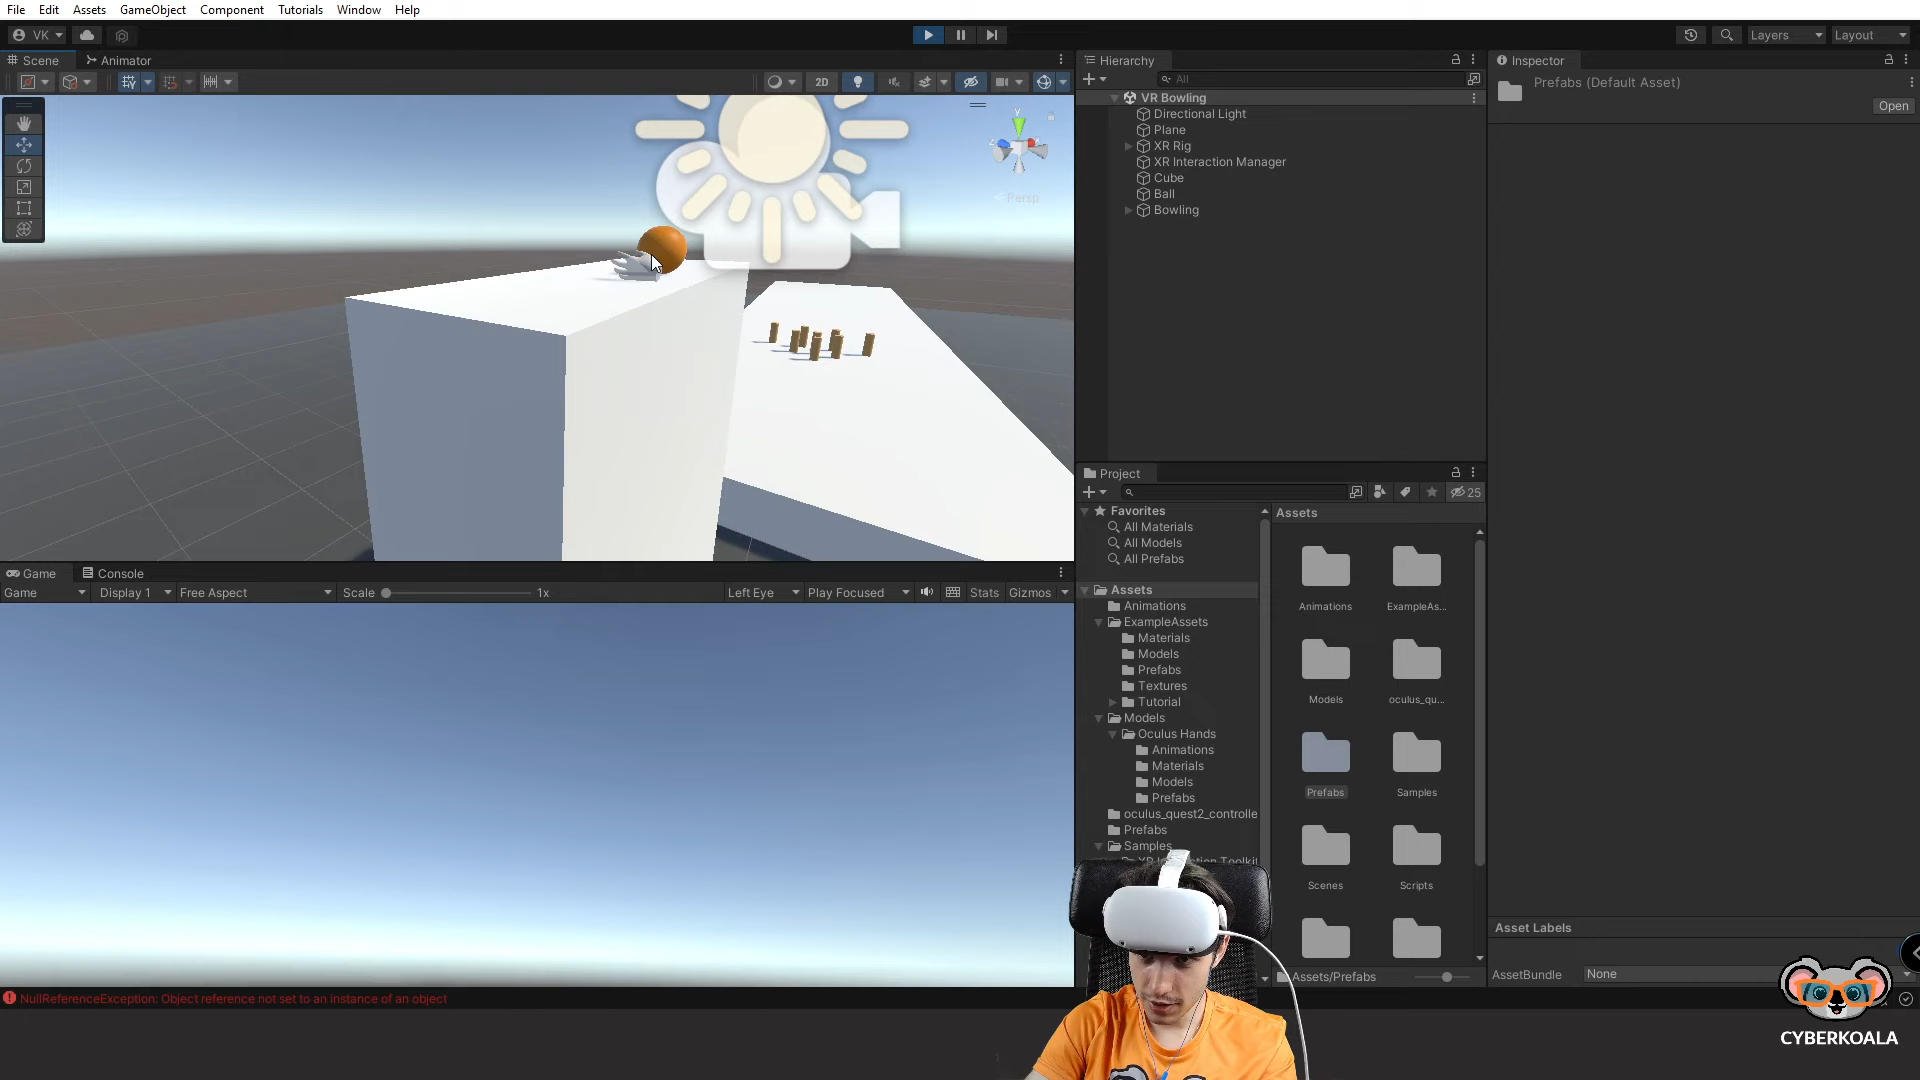 File Edit Assets GameObject Component Tutorials Window Help
VK Layers Layout
Scene Animator
2D
Persp
Hierarchy
All
VR Bowling
Directional Light
Plane
XR Rig
XR Interaction Manager
Cube
Ball
Bowling
Inspector
Prefabs (Default Asset)
Open
Game Console
Game Display 1 Free Aspect Scale 1x Left Eye Play Focused Stats Gizmos
NullReferenceException: Object reference not set to an instance of an object
Project
25
Favorites
All Materials
All Models
All Prefabs
Assets
Animations
ExampleAssets
Materials
Models
Prefabs
Textures
Tutorial
Models
Oculus Hands
Animations
Materials
Models
Prefabs
oculus_quest2_controlle
Prefabs
Samples
Assets
Animations ExampleAs...
Models oculus_qu...
Prefabs Samples
Scenes Scripts
Assets/Prefabs
Asset Labels
AssetBundle None
CYBERKOALA